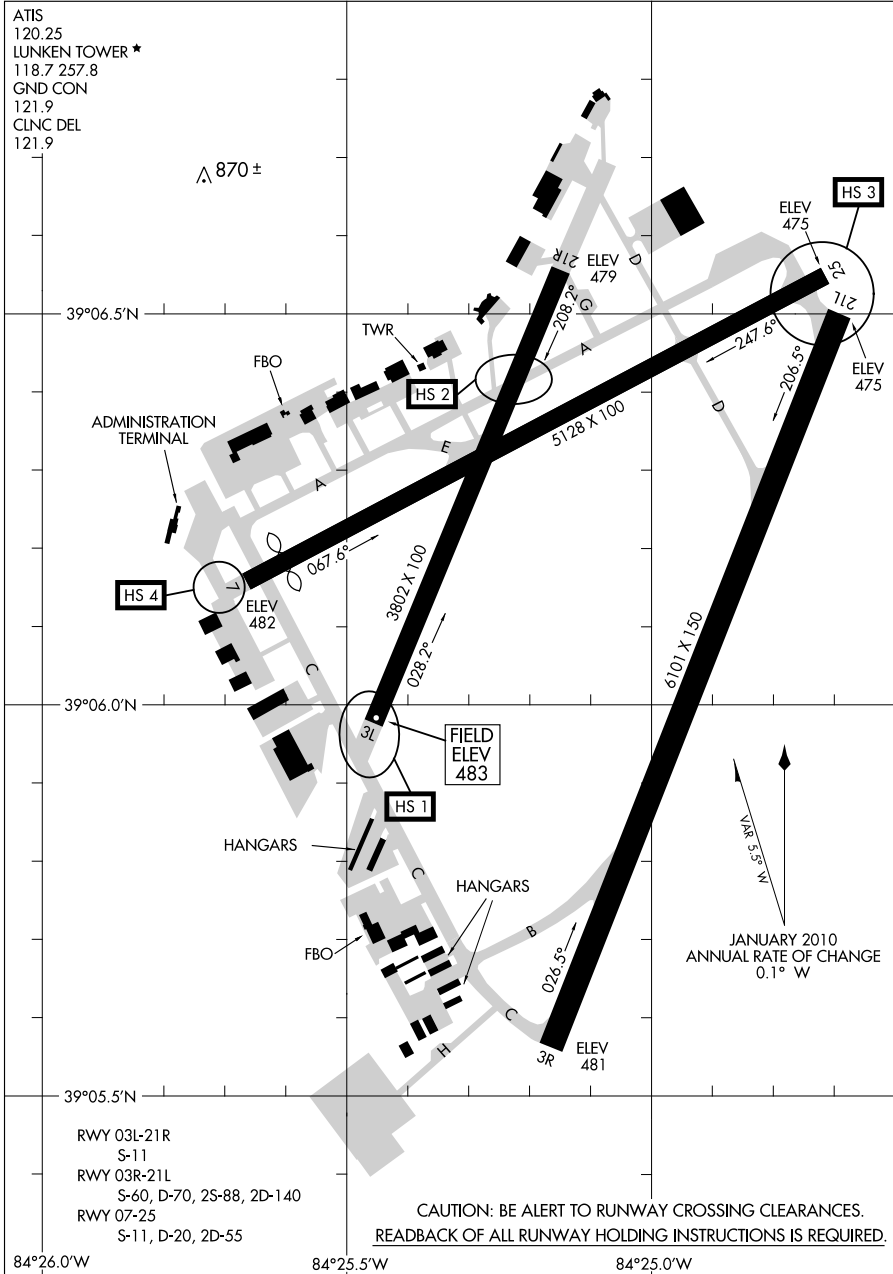 ATIS
120.25
LUNKEN TOWER ★
118.7 257.8
GND CON
121.9
CLNC DEL
121.9
870 ±
HS 3
ELEV
475
25
21L
ELEV
475
D
21R
ELEV
479
208.2°
G
A
247.6°
206.5°
39°06.5'N
TWR
FBO
HS 2
D
5128 X 100
ADMINISTRATION
TERMINAL
E
A
067.6°
HS 4
7
ELEV
482
3802 X 100
028.2°
6101 X 150
C
39°06.0'N
3L
FIELD
ELEV
483
HS 1
VAR 5.5° W
HANGARS
C
HANGARS
JANUARY 2010
ANNUAL RATE OF CHANGE
0.1° W
FBO
B
026.5°
C
H
3R
ELEV
481
39°05.5'N
RWY 03L-21R
S-11
RWY 03R-21L
S-60, D-70, 2S-88, 2D-140
RWY 07-25
S-11, D-20, 2D-55
CAUTION: BE ALERT TO RUNWAY CROSSING CLEARANCES.
READBACK OF ALL RUNWAY HOLDING INSTRUCTIONS IS REQUIRED.
84°26.0'W
84°25.5'W
84°25.0'W